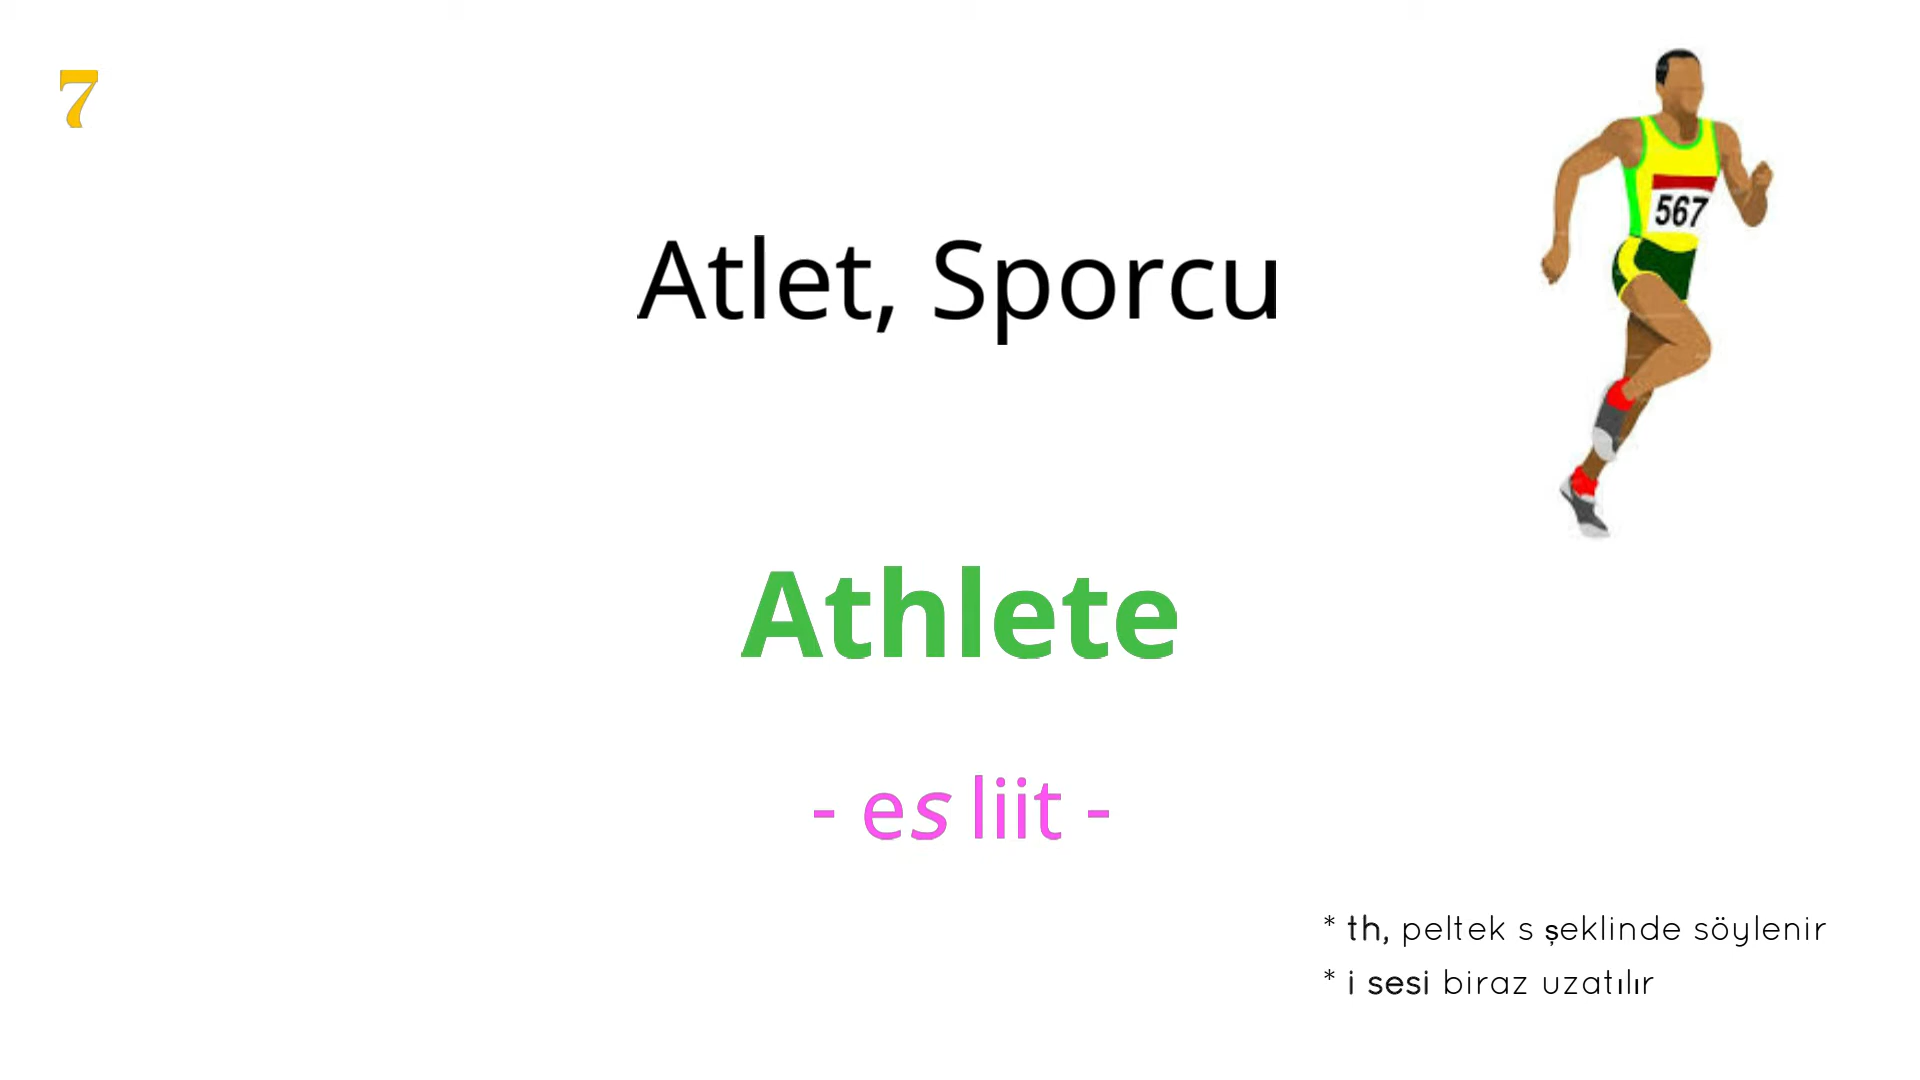 7
567
Atlet, Sporcu
Athlete
- es liit -
* th, peltek s şeklinde söylenir
* i sesi biraz uzatılır